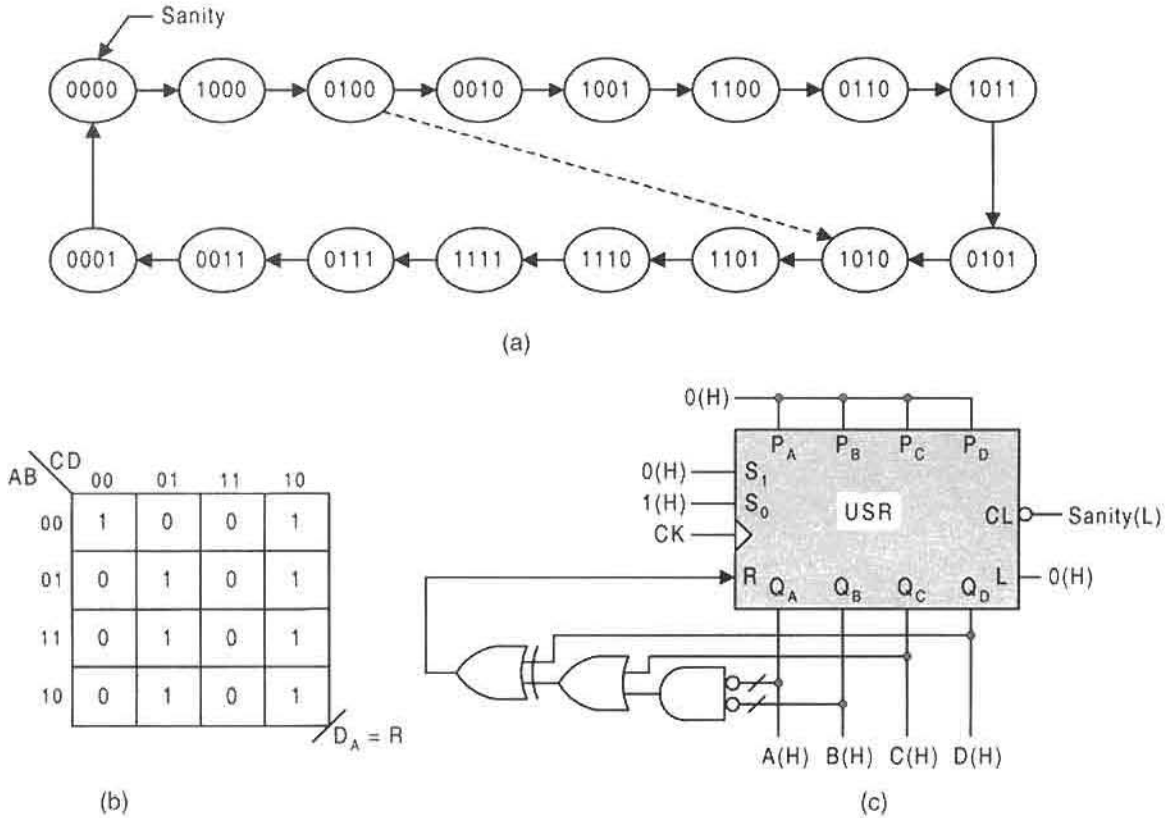 Sanity
0000 1000 0100 0010 1001 1100 0110 1011
0001 0011 0111 1111 1110 1101 1010 0101
(a)
CD
AB 00 01 11 10
00 1 0 0 1
01 0 1 0 1
11 0 1 0 1
10 0 1 0 1
D_A = R
(b)
0(H)
P_A P_B P_C P_D
0(H) S_1
1(H) S_0 USR CL Sanity(L)
CK
R Q_A Q_B Q_C Q_D L 0(H)
A(H) B(H) C(H) D(H)
(c)